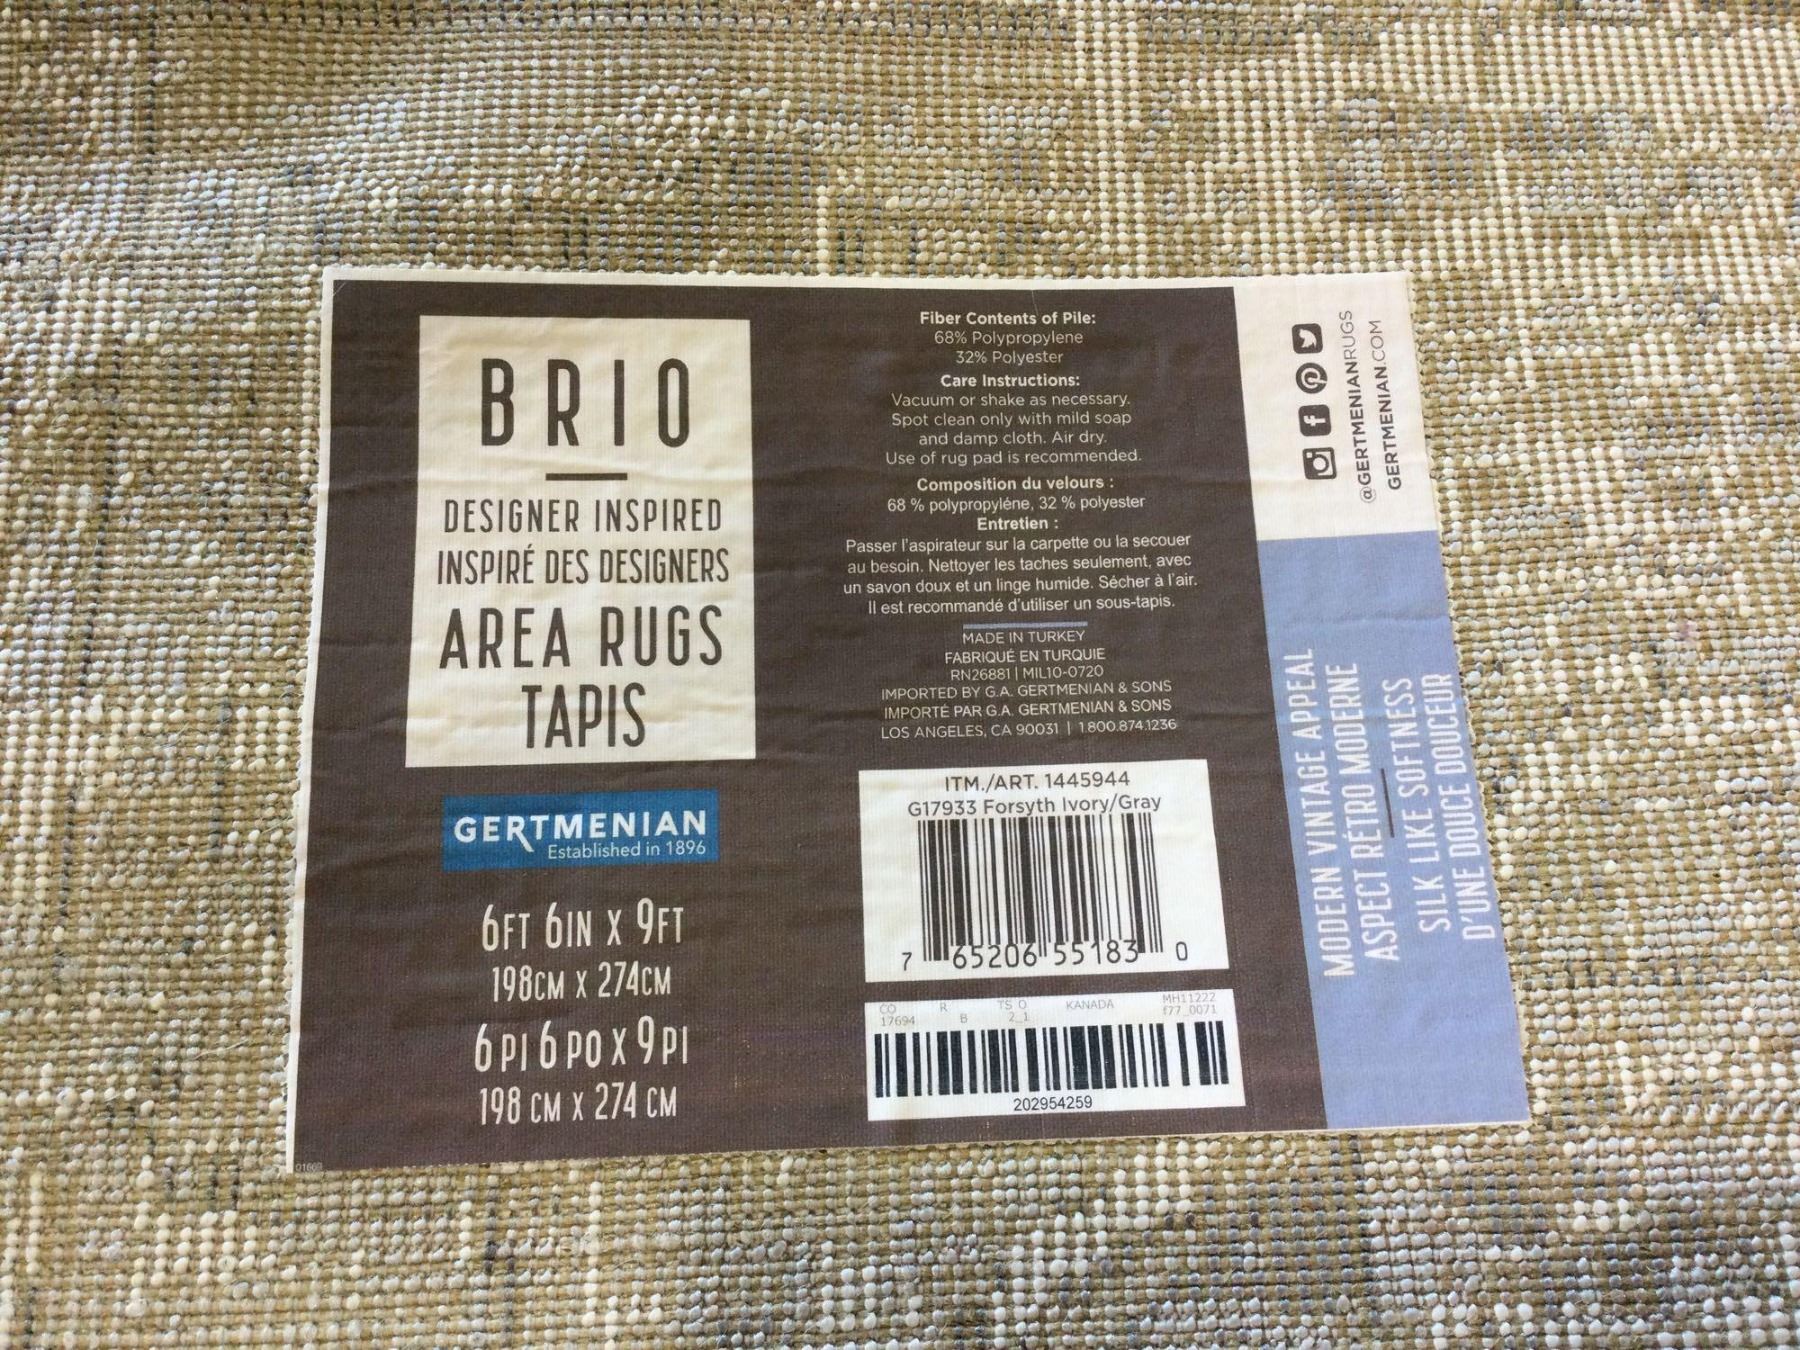 BRIO
DESIGNER INSPIRED
INSPIRÉ DES DESIGNERS
AREA RUGS
TAPIS
GERTMENIAN
Established in 1896
6FT 6IN X 9FT
198CM X 274CM
6 PI 6 PO X 9 PI
198 CM X 274 CM
Fiber Contents of Pile:
68% Polypropylene
32% Polyester
Care Instructions:
Vacuum or shake as necessary.
Spot clean only with mild soap
and damp cloth. Air dry.
Use of rug pad is recommended.
Composition du velours :
68 % polypropylène, 32 % polyester
Entretien :
Passer l'aspirateur sur la carpette ou la secouer
au besoin. Nettoyer les taches seulement, avec
un savon doux et un linge humide. Sécher à l'air.
Il est recommandé d'utiliser un sous-tapis.
MADE IN TURKEY
FABRIQUÉ EN TURQUIE
RN26881 | MIL10-0720
IMPORTED BY G.A. GERTMENIAN & SONS
IMPORTÉ PAR G.A. GERTMENIAN & SONS
LOS ANGELES, CA 90031 | 1.800.874.1236
ITM./ART. 1445944
G17933 Forsyth Ivory/Gray
7 65206 55183 0
CO R TS O KANADA MH11222
17694 B 2_1 f77_0071
202954259
@GERTMENIANRUGS
GERTMENIAN.COM
MODERN VINTAGE APPEAL
ASPECT RÉTRO MODERNE
SILK LIKE SOFTNESS
D'UNE DOUCE DOUCEUR